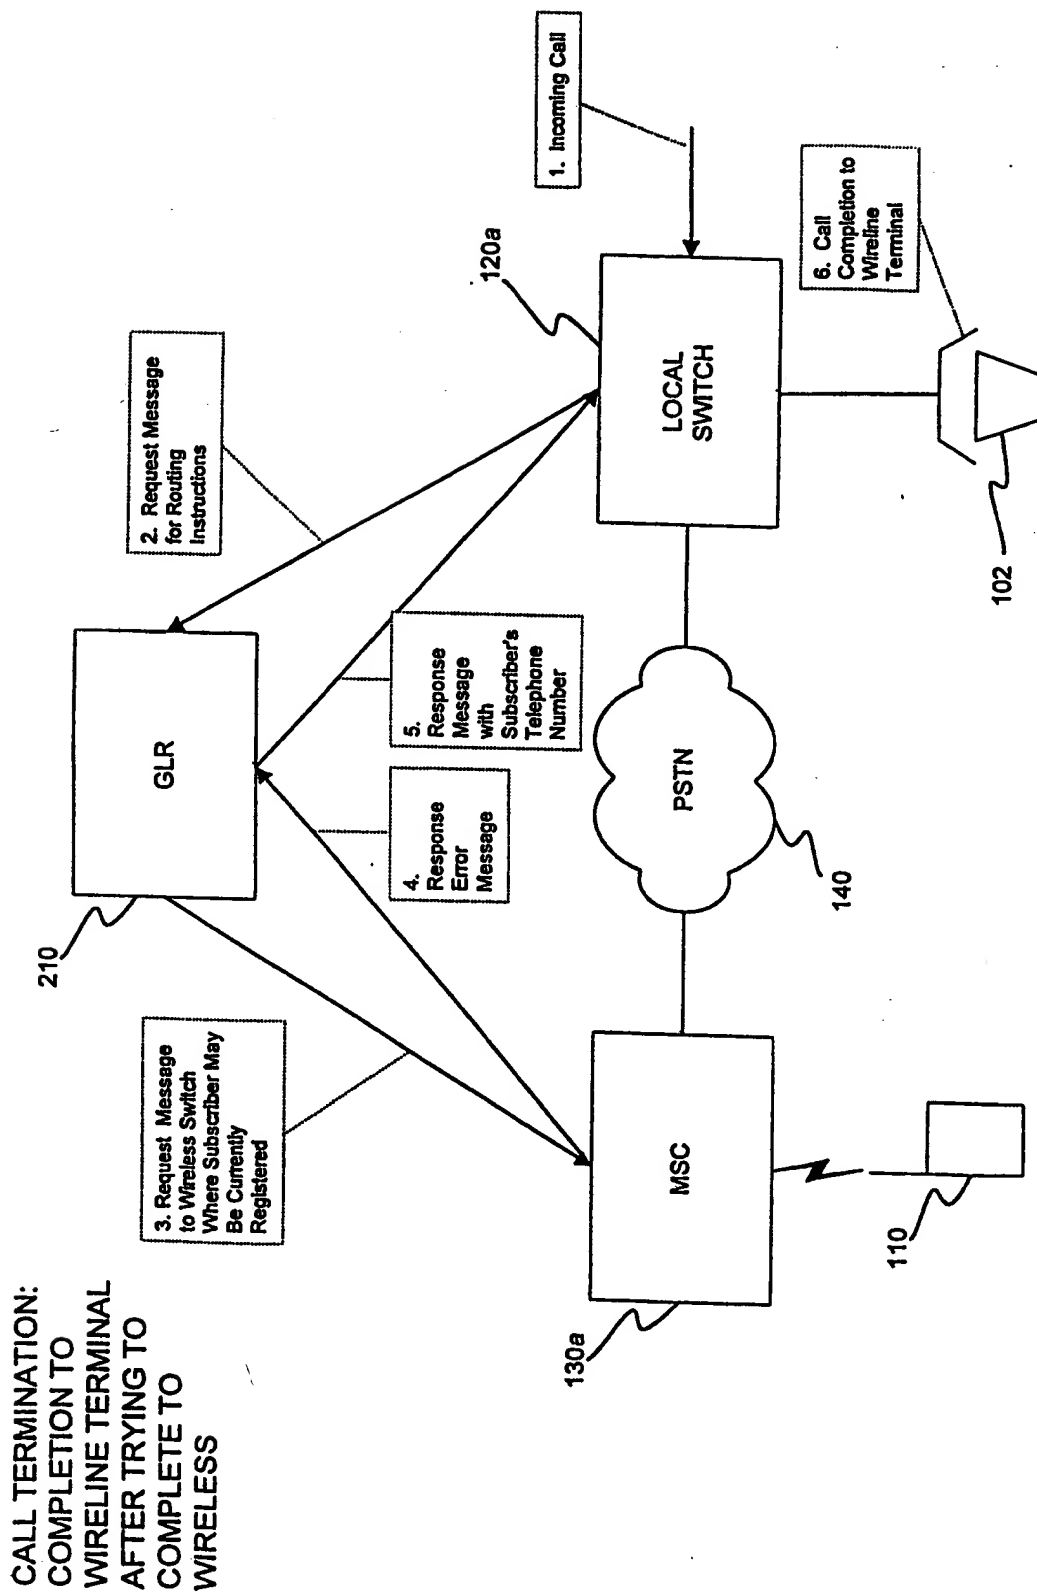 CALL TERMINATION:
COMPLETION TO
WIRELINE TERMINAL
AFTER TRYING TO
COMPLETE TO
WIRELESS
210
GLR
2. Request Message
for Routing
Instructions
3. Request Message
to Wireless Switch
Where Subscriber May
Be Currently
Registered
4.
Response
Error
Message
5.
Response
Message
with
Subscriber's
Telephone
Number
120a
1. Incoming Call
130a
MSC
PSTN
140
LOCAL
SWITCH
6. Call
Completion to
Wireline
Terminal
110
102